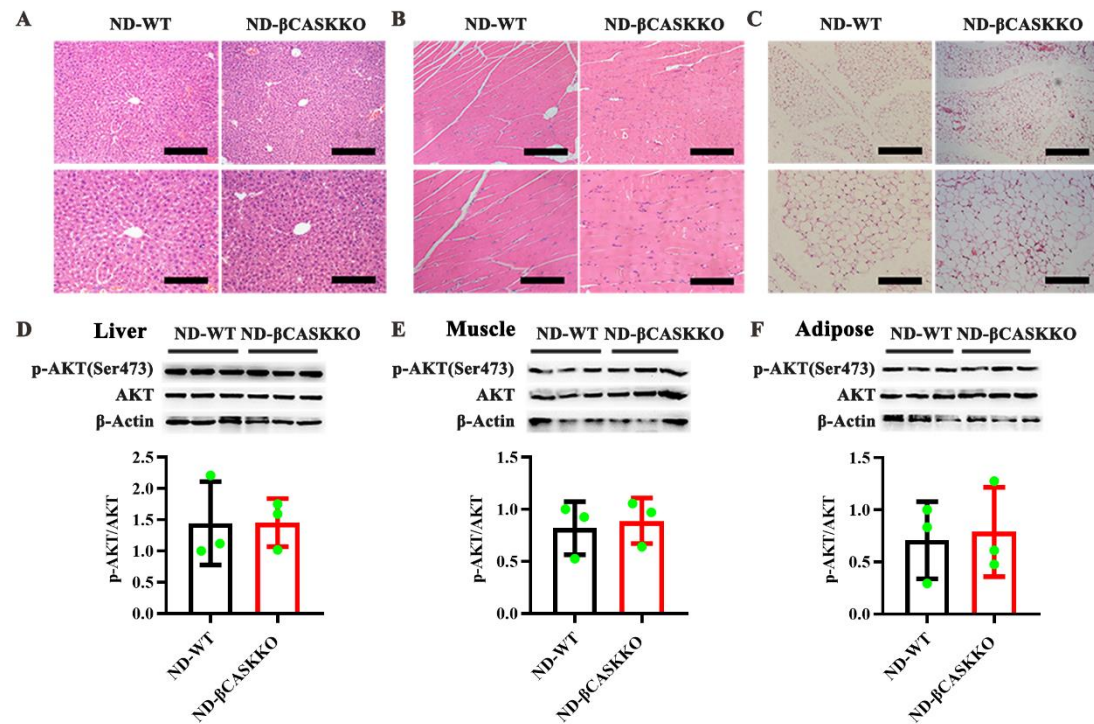 A ND-WT ND-βCASKKO B ND-WT ND-βCASKKO C ND-WT ND-βCASKKO
D Liver ND-WT ND-βCASKKO
p-AKT(Ser473)
AKT
β-Actin
p-AKT/AKT
2.5
2.0
1.5
1.0
0.5
0.0
ND-WT
ND-βCASKKO
E Muscle ND-WT ND-βCASKKO
p-AKT(Ser473)
AKT
β-Actin
p-AKT/AKT
1.5
1.0
0.5
0.0
ND-WT
ND-βCASKKO
F Adipose ND-WT ND-βCASKKO
p-AKT(Ser473)
AKT
β-Actin
p-AKT/AKT
1.5
1.0
0.5
0.0
ND-WT
ND-βCASKKO